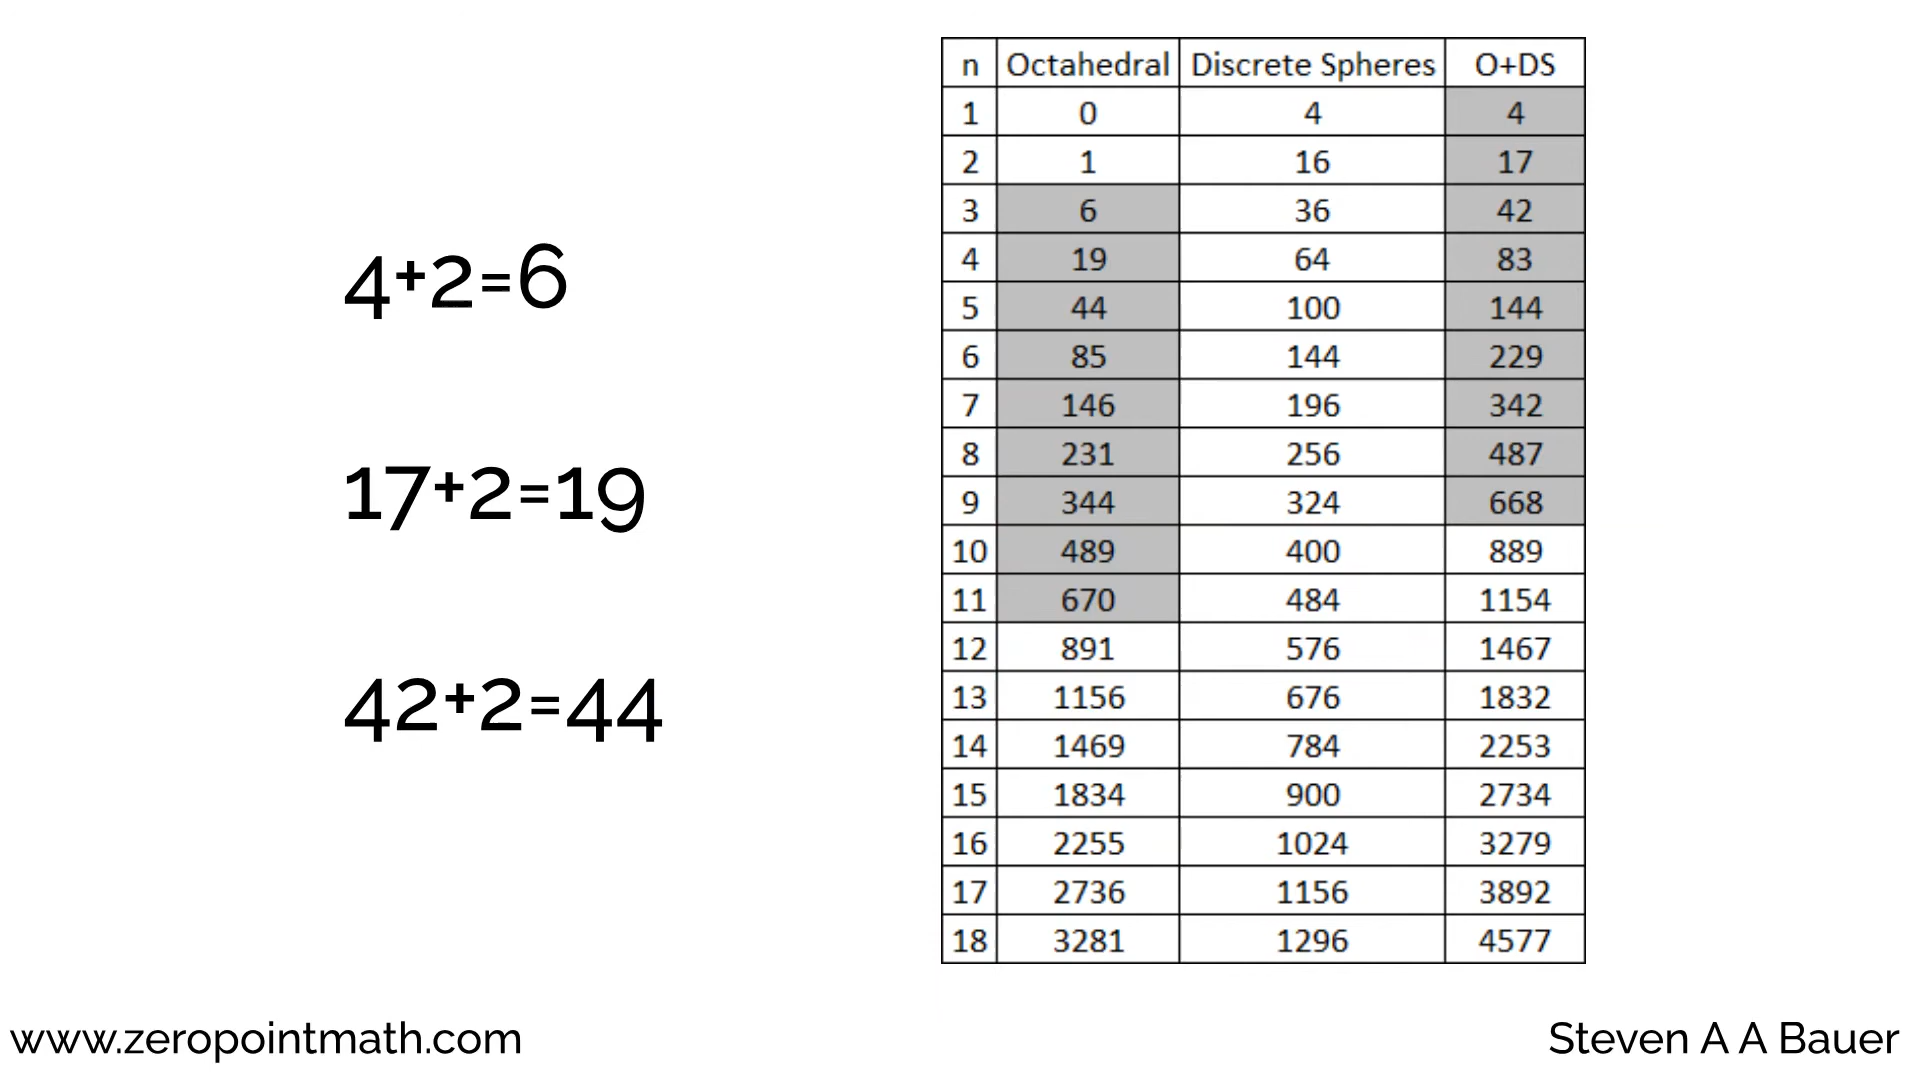 4+2=6
17+2=19
42+2=44
n Octahedral Discrete Spheres O+DS
1 0 4 4
2 1 16 17
3 6 36 42
4 19 64 83
5 44 100 144
6 85 144 229
7 146 196 342
8 231 256 487
9 344 324 668
10 489 400 889
11 670 484 1154
12 891 576 1467
13 1156 676 1832
14 1469 784 2253
15 1834 900 2734
16 2255 1024 3279
17 2736 1156 3892
18 3281 1296 4577
www.zeropointmath.com
Steven A A Bauer